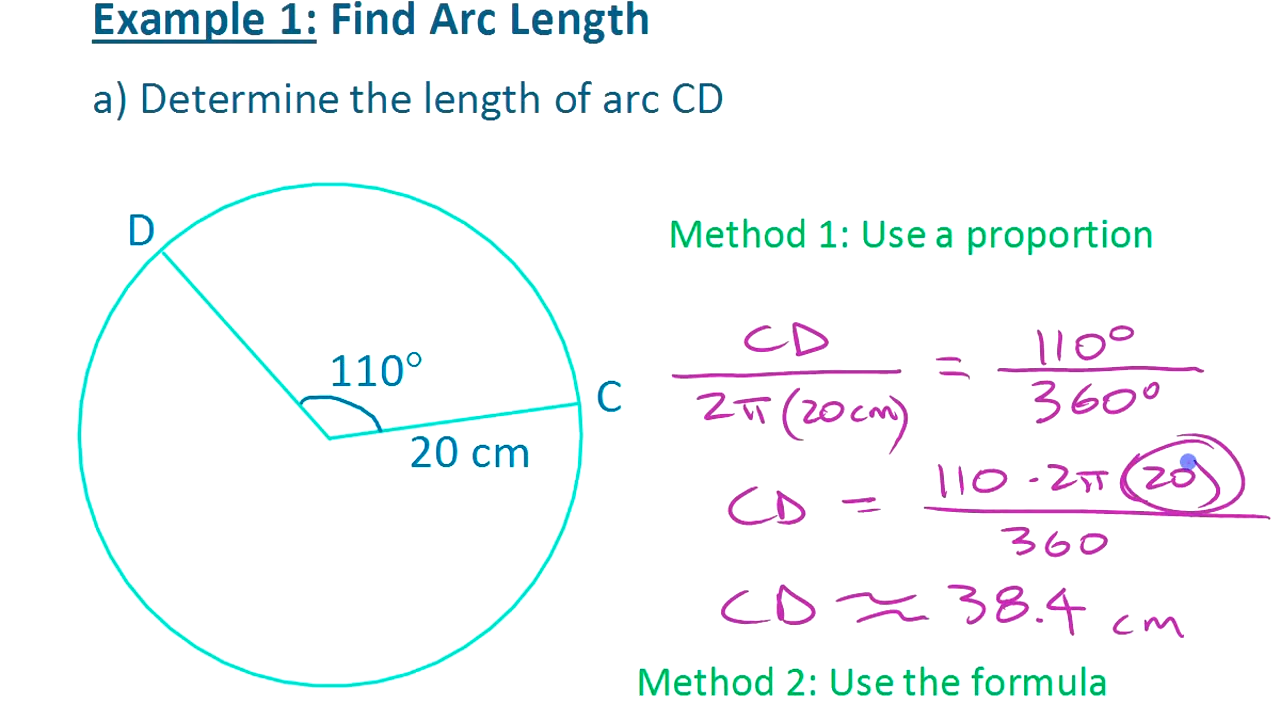 Example 1: Find Arc Length
a) Determine the length of arc CD
D
110°
C
20 cm
Method 1: Use a proportion
CD / 2π(20cm) = 110° / 360°
CD = 110 · 2π(20) / 360
CD ≈ 38.4 cm
Method 2: Use the formula